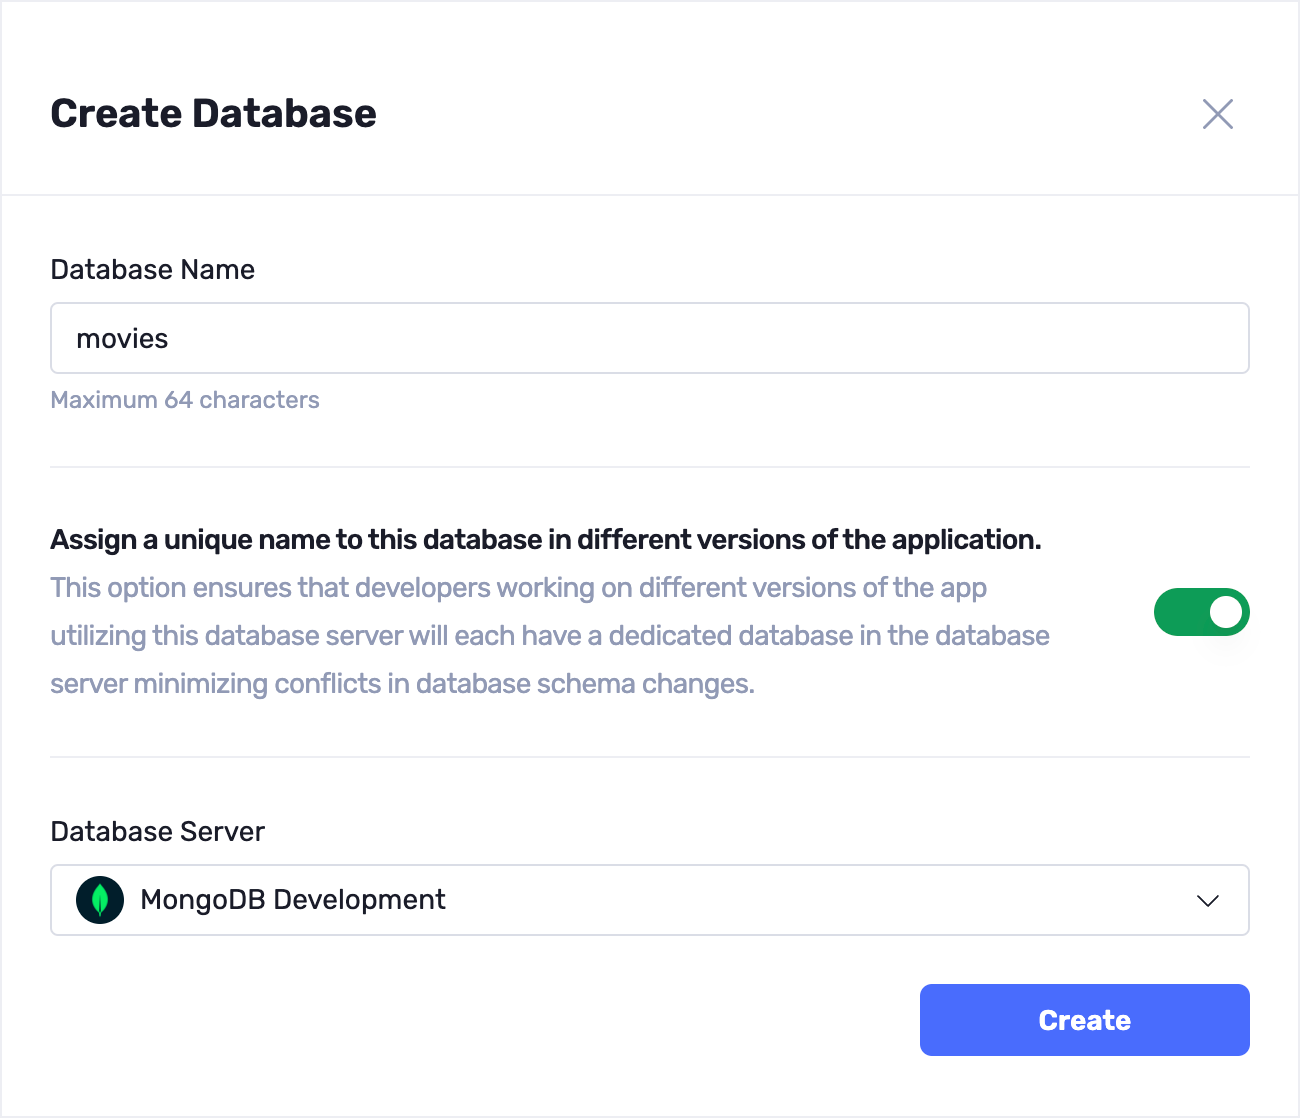 Create Database
Database Name
movies
Maximum 64 characters
Assign a unique name to this database in different versions of the application.
This option ensures that developers working on different versions of the app
utilizing this database server will each have a dedicated database in the database
server minimizing conflicts in database schema changes.
Database Server
MongoDB Development
Create